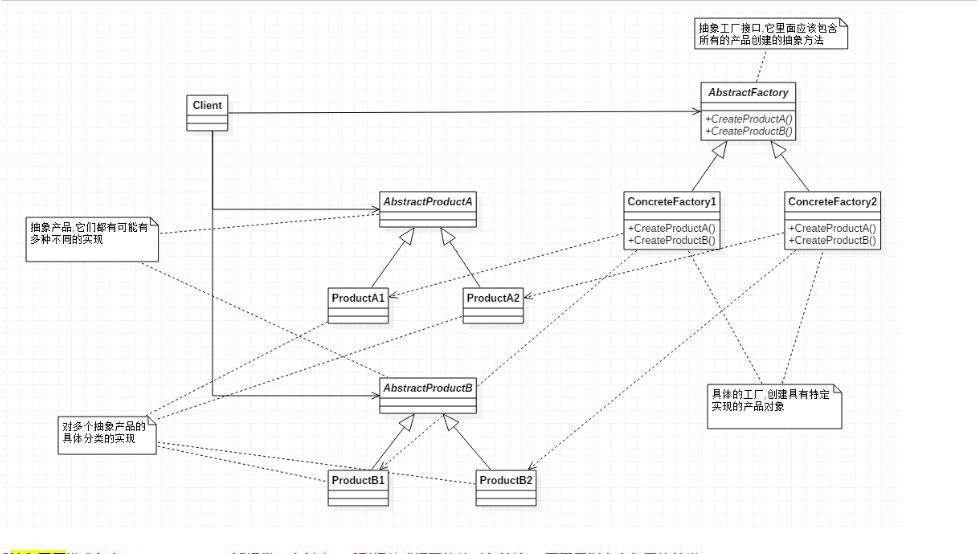 抽象工厂接口,它里面应该包含
所有的产品创建的抽象方法
AbstractFactory
+CreateProductA()
+CreateProductB()
Client
AbstractProductA
ConcreteFactory1
+CreateProductA()
+CreateProductB()
ConcreteFactory2
+CreateProductA()
+CreateProductB()
抽象产品,它们都有可能有
多种不同的实现
ProductA1
ProductA2
AbstractProductB
具体的工厂,创建具有特定
实现的产品对象
对多个抽象产品的
具体分类的实现
ProductB1
ProductB2